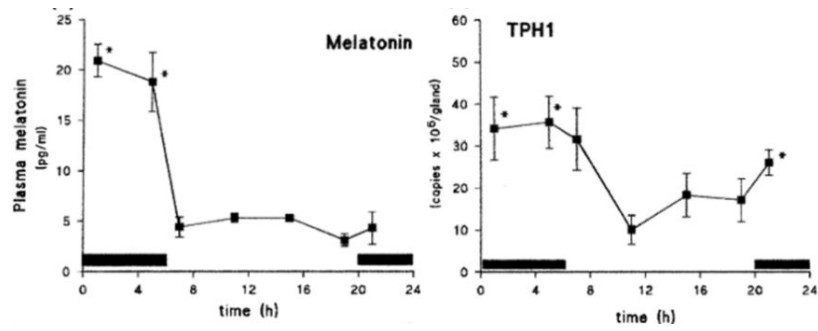 Melatonin
Plasma melatonin
(pg/ml)
25
20
15
10
5
0
*
*
0 4 8 12 16 20 24
time (h)
TPH1
(copies x 10⁶/gland)
60
50
40
30
20
10
0
*
*
*
0 4 8 12 16 20 24
time (h)